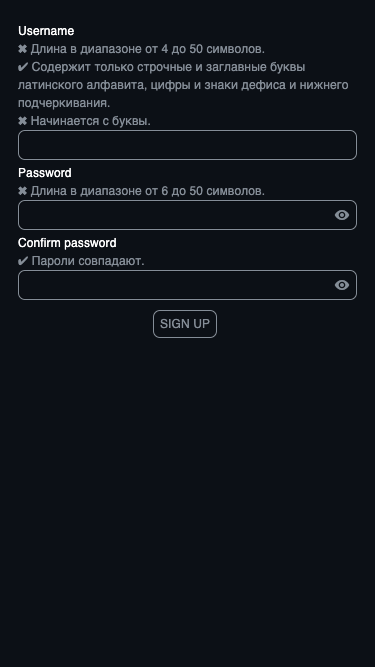 Username
✖ Длина в диапазоне от 4 до 50 символов.
✔ Содержит только строчные и заглавные буквы
латинского алфавита, цифры и знаки дефиса и нижнего
подчеркивания.
✖ Начинается с буквы.
Password
✖ Длина в диапазоне от 6 до 50 символов.
Confirm password
✔ Пароли совпадают.
SIGN UP